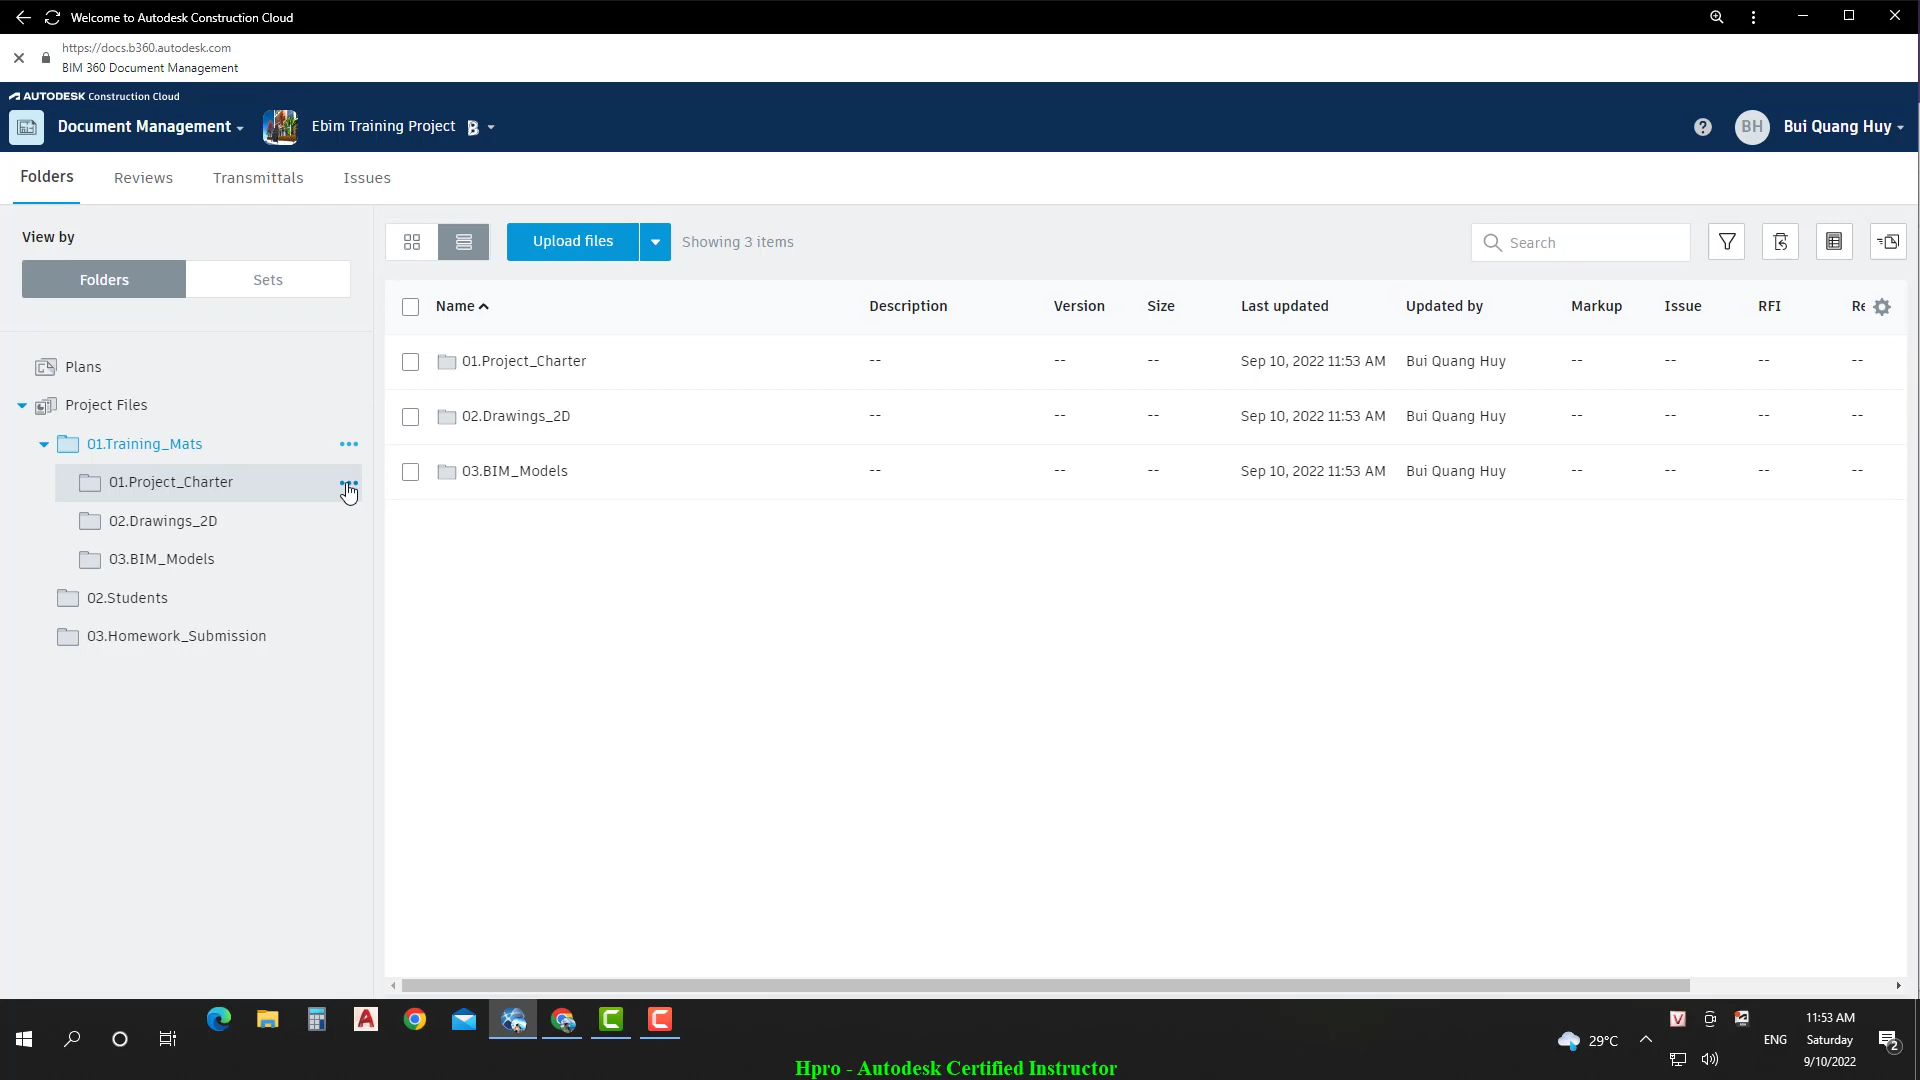 Welcome to Autodesk Construction Cloud
https://docs.b360.autodesk.com
BIM 360 Document Management
AUTODESK Construction Cloud
Document Management
Ebim Training Project B
BH Bui Quang Huy
Folders Reviews Transmittals Issues
View by
Folders Sets
Plans
Project Files
01.Training_Mats
01.Project_Charter
02.Drawings_2D
03.BIM_Models
02.Students
03.Homework_Submission
Upload files Showing 3 items Search
Name Description Version Size Last updated Updated by Markup Issue RFI Re
01.Project_Charter -- -- -- Sep 10, 2022 11:53 AM Bui Quang Huy -- -- -- --
02.Drawings_2D -- -- -- Sep 10, 2022 11:53 AM Bui Quang Huy -- -- -- --
03.BIM_Models -- -- -- Sep 10, 2022 11:53 AM Bui Quang Huy -- -- -- --
29°C
ENG
11:53 AM
Saturday
9/10/2022
2
Hpro - Autodesk Certified Instructor